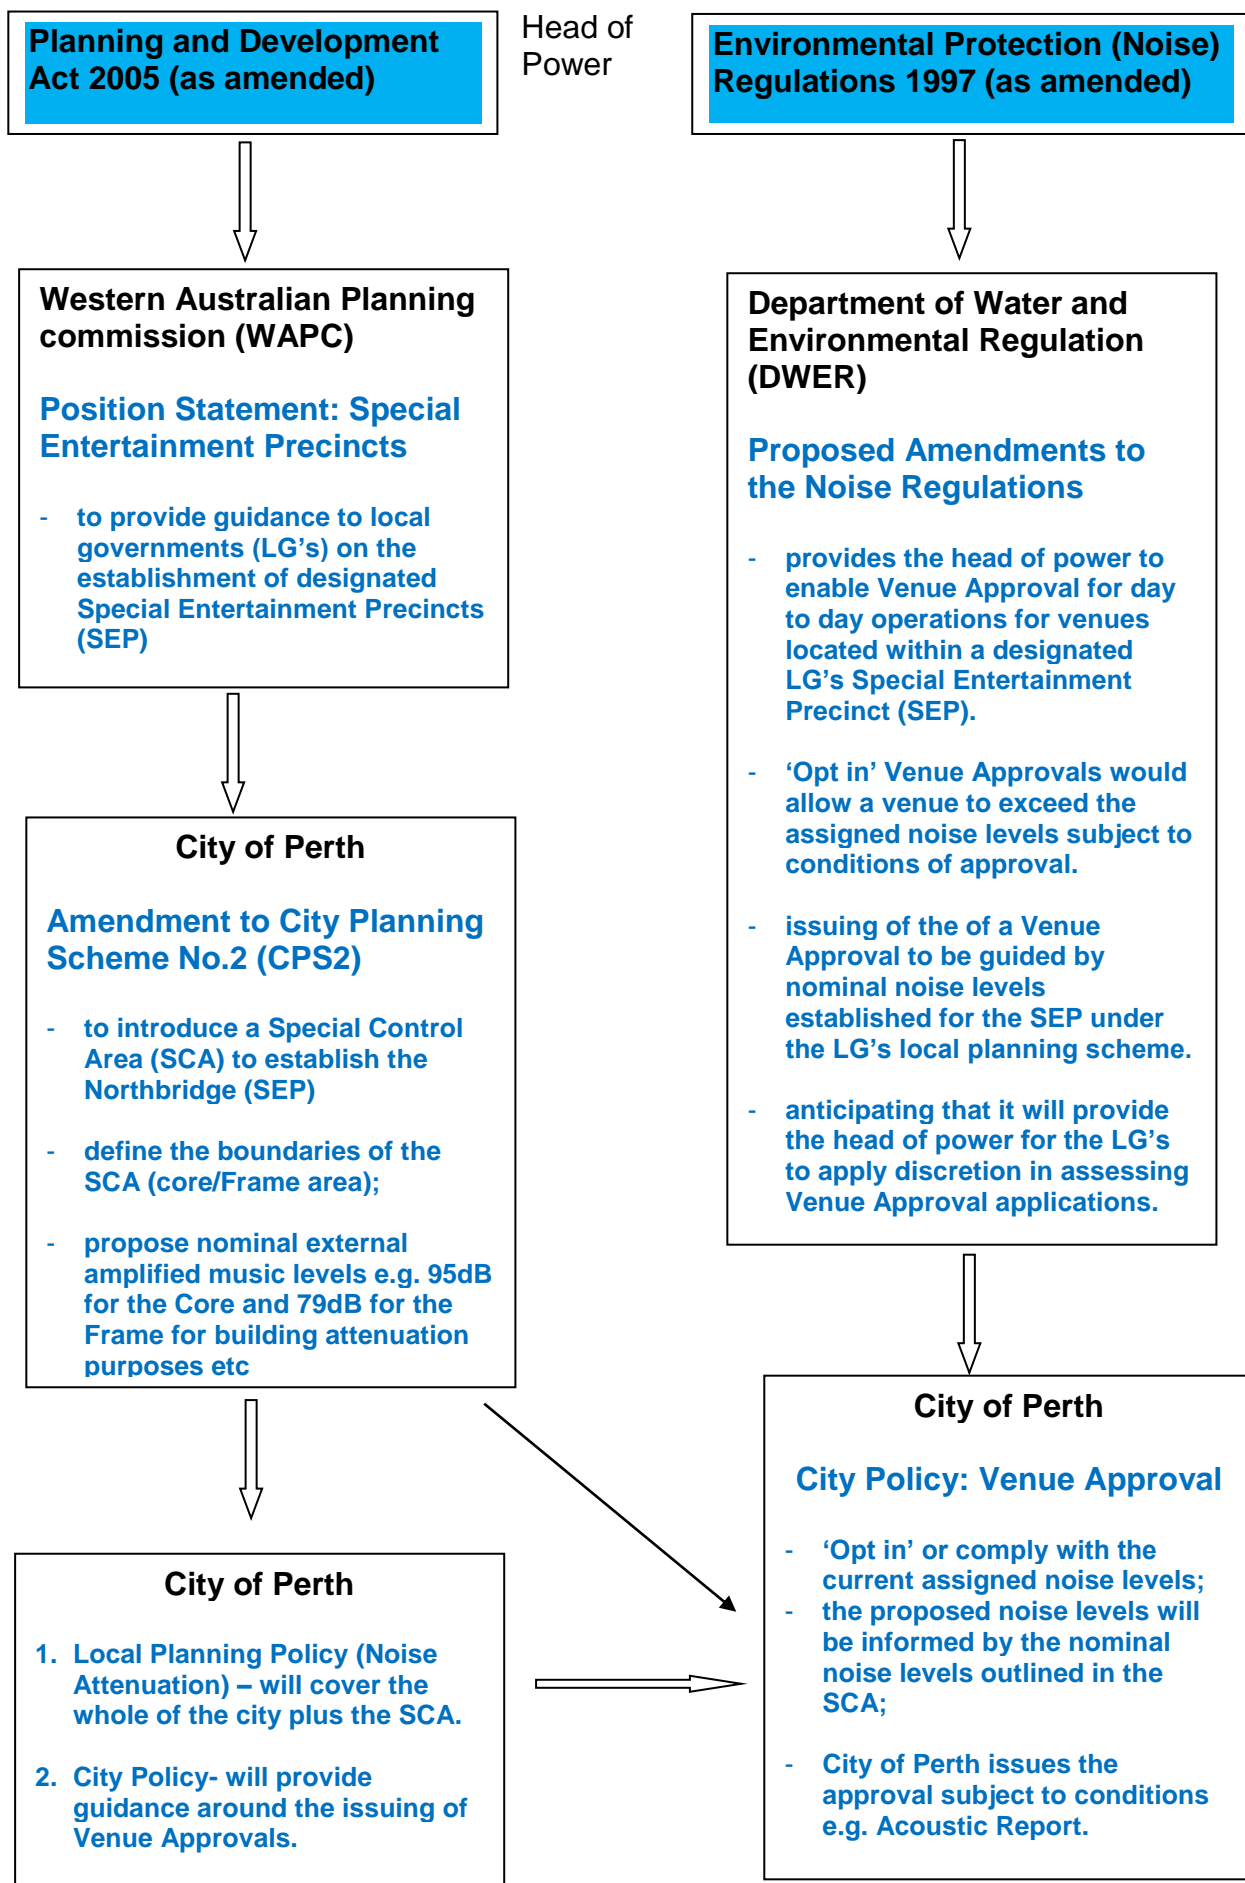 Planning and Development
Act 2005 (as amended)
Head of
Power
Environmental Protection (Noise)
Regulations 1997 (as amended)
Western Australian Planning
commission (WAPC)
Position Statement: Special
Entertainment Precincts
- to provide guidance to local
governments (LG’s) on the
establishment of designated
Special Entertainment Precincts
(SEP)
Department of Water and
Environmental Regulation
(DWER)
Proposed Amendments to
the Noise Regulations
- provides the head of power to
enable Venue Approval for day
to day operations for venues
located within a designated
LG’s Special Entertainment
Precinct (SEP).
- ‘Opt in’ Venue Approvals would
allow a venue to exceed the
assigned noise levels subject to
conditions of approval.
- issuing of the of a Venue
Approval to be guided by
nominal noise levels
established for the SEP under
the LG’s local planning scheme.
- anticipating that it will provide
the head of power for the LG’s
to apply discretion in assessing
Venue Approval applications.
City of Perth
Amendment to City Planning
Scheme No.2 (CPS2)
- to introduce a Special Control
Area (SCA) to establish the
Northbridge (SEP)
- define the boundaries of the
SCA (core/Frame area);
- propose nominal external
amplified music levels e.g. 95dB
for the Core and 79dB for the
Frame for building attenuation
purposes etc
City of Perth
1. Local Planning Policy (Noise
Attenuation) – will cover the
whole of the city plus the SCA.
2. City Policy- will provide
guidance around the issuing of
Venue Approvals.
City of Perth
City Policy: Venue Approval
- ‘Opt in’ or comply with the
current assigned noise levels;
- the proposed noise levels will
be informed by the nominal
noise levels outlined in the
SCA;
- City of Perth issues the
approval subject to conditions
e.g. Acoustic Report.